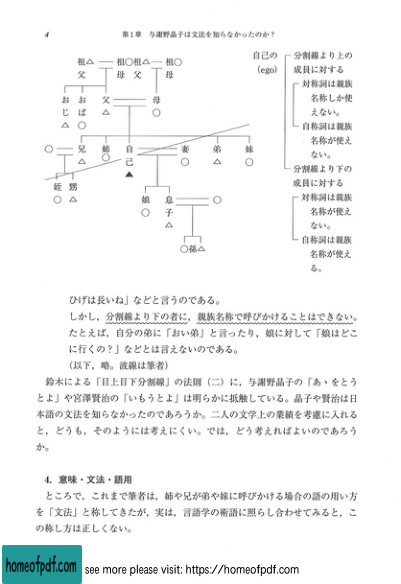 4 第1章 与謝野晶子は文法を知らなかったのか？
祖△ 祖○祖△ 祖○
父 母 父 母
おじ△ おば○ 父△ 母○
○ 兄△ 姉○ 自己▲ 妻○ 弟△ 妹○
姪○ 甥△ 娘○ 息子△ ○
○孫△
自己の
(ego)
分割線より上の
成員に対する
対称詞は親族
名称しか使
えない。
自称詞は親族
名称が使え
ない。
分割線より下の
成員に対する
対称詞は親族
名称が使え
ない。
自称詞は親族
名称が使え
る。
ひげは長いね」などと言うのである。
しかし，分割線より下の者に，親族名称で呼びかけることはできない。
たとえば，自分の弟に「おい弟」と言ったり，娘に対して「娘はどこ
に行くの？」などとは言えないのである。
（以下，略。波線は筆者）
鈴木による「目上目下分割線」の法則（二）に，与謝野晶子の「あゝをとう
とよ」や宮澤賢治の「いもうとよ」は明らかに抵触している。晶子や賢治は日
本語の文法を知らなかったのであろうか。二人の文学上の業績を考慮に入れる
と，どうも，そのようには考えにくい。では，どう考えればよいのであろう
か。
4．意味・文法・語用
ところで，これまで筆者は，姉や兄が弟や妹に呼びかける場合の語の用い方
を「文法」と称してきたが，実は，言語学の術語に照らし合わせてみると，こ
の称し方は正しくない。
homeofpdf.com
see more please visit: https://homeofpdf.com